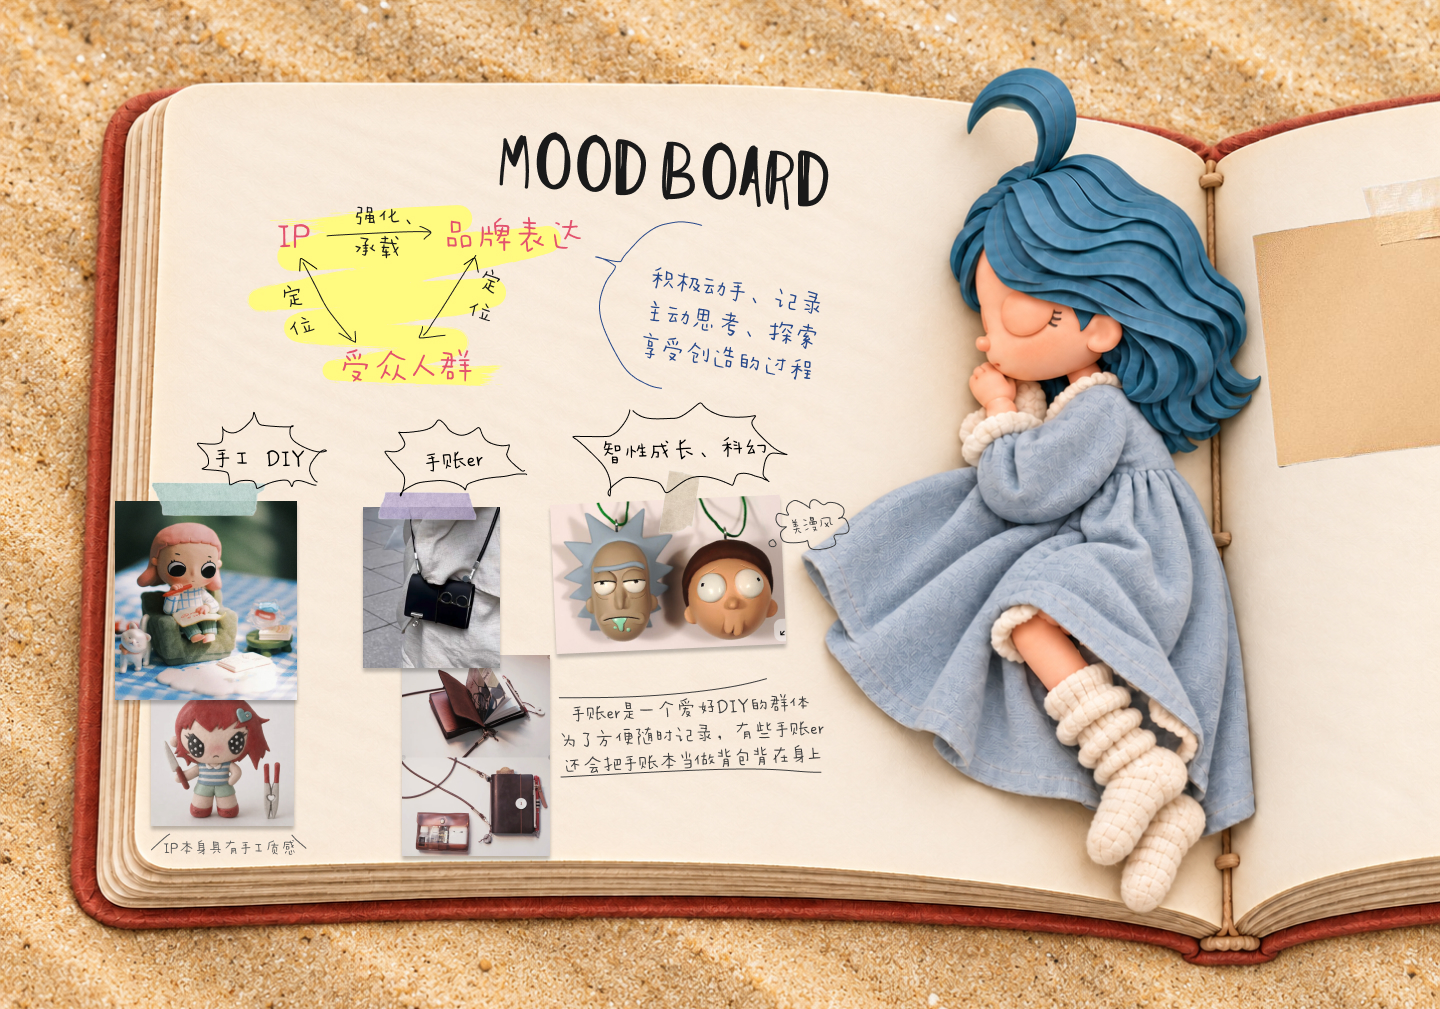 MOOD BOARD
IP
强化、
承载
品牌表达
定位
定位
受众人群
积极动手、记录
主动思考、探索
享受创造的过程
手工 DIY
手账er
智性成长、科幻
美漫风
手账er是一个爱好DIY的群体
为了方便随时记录，有些手账er
还会把手账本当做背包背在身上
IP本身具有手工质感